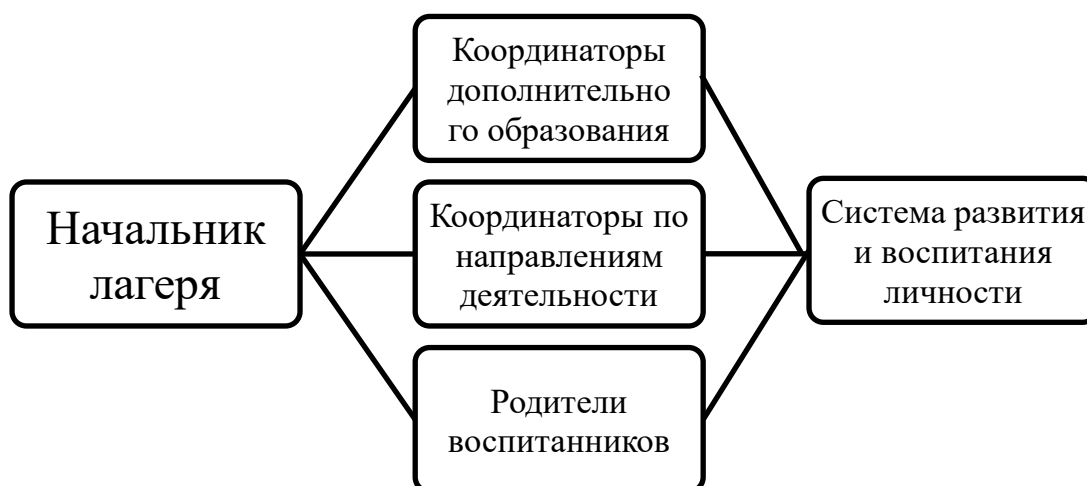 Координаторы
дополнительно
го образования
Начальник
лагеря
Координаторы по
направлениям
деятельности
Система развития
и воспитания
личности
Родители
воспитанников